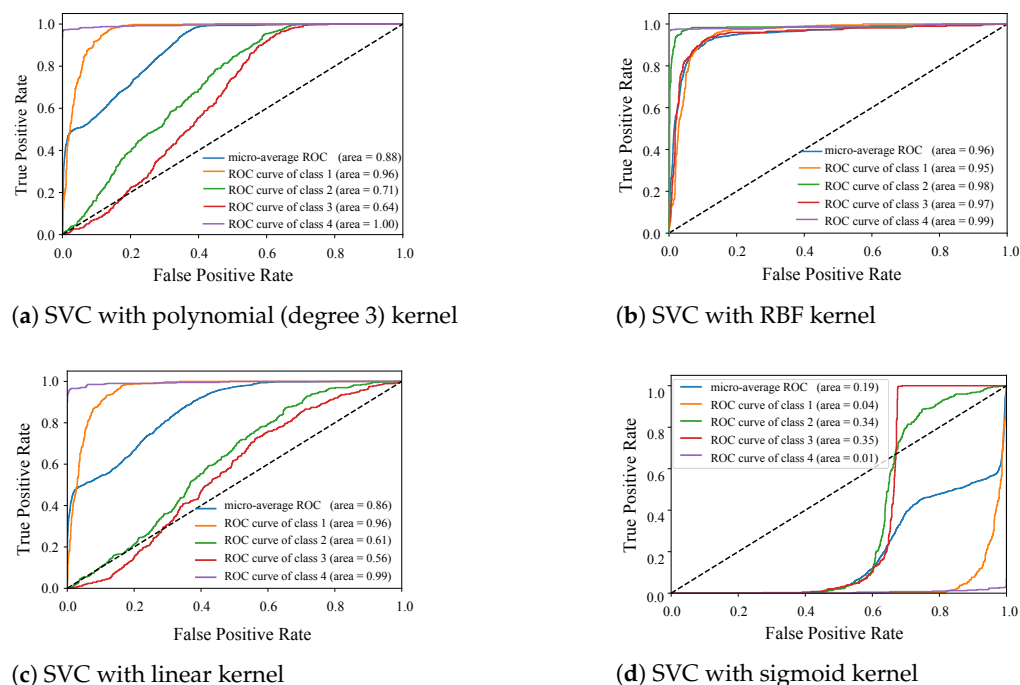 1.0
0.8
0.6
0.4
0.2
0.0
True Positive Rate
micro-average ROC (area = 0.88)
ROC curve of class 1 (area = 0.96)
ROC curve of class 2 (area = 0.71)
ROC curve of class 3 (area = 0.64)
ROC curve of class 4 (area = 1.00)
0.0 0.2 0.4 0.6 0.8 1.0
False Positive Rate
(a) SVC with polynomial (degree 3) kernel
1.0
0.8
0.6
0.4
0.2
0.0
True Positive Rate
micro-average ROC (area = 0.96)
ROC curve of class 1 (area = 0.95)
ROC curve of class 2 (area = 0.98)
ROC curve of class 3 (area = 0.97)
ROC curve of class 4 (area = 0.99)
0.0 0.2 0.4 0.6 0.8 1.0
False Positive Rate
(b) SVC with RBF kernel
1.0
0.8
0.6
0.4
0.2
0.0
True Positive Rate
micro-average ROC (area = 0.86)
ROC curve of class 1 (area = 0.96)
ROC curve of class 2 (area = 0.61)
ROC curve of class 3 (area = 0.56)
ROC curve of class 4 (area = 0.99)
0.0 0.2 0.4 0.6 0.8 1.0
False Positive Rate
(c) SVC with linear kernel
1.0
0.8
0.6
0.4
0.2
0.0
True Positive Rate
micro-average ROC (area = 0.19)
ROC curve of class 1 (area = 0.04)
ROC curve of class 2 (area = 0.34)
ROC curve of class 3 (area = 0.35)
ROC curve of class 4 (area = 0.01)
0.0 0.2 0.4 0.6 0.8 1.0
False Positive Rate
(d) SVC with sigmoid kernel